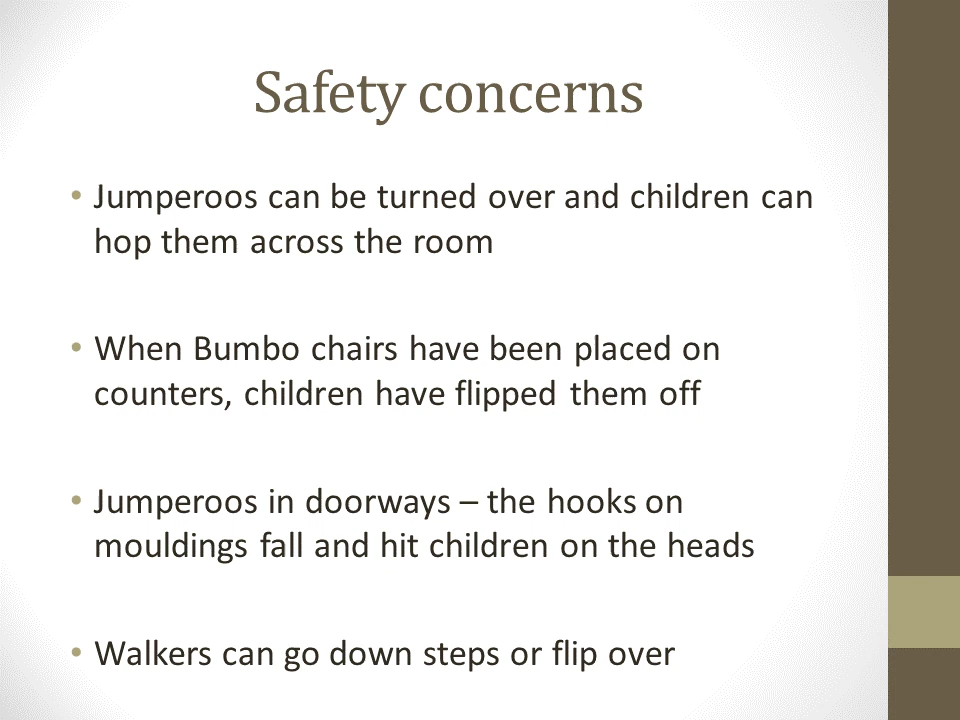 Safety concerns
• Jumperoos can be turned over and children can
hop them across the room
• When Bumbo chairs have been placed on
counters, children have flipped them off
• Jumperoos in doorways – the hooks on
mouldings fall and hit children on the heads
• Walkers can go down steps or flip over